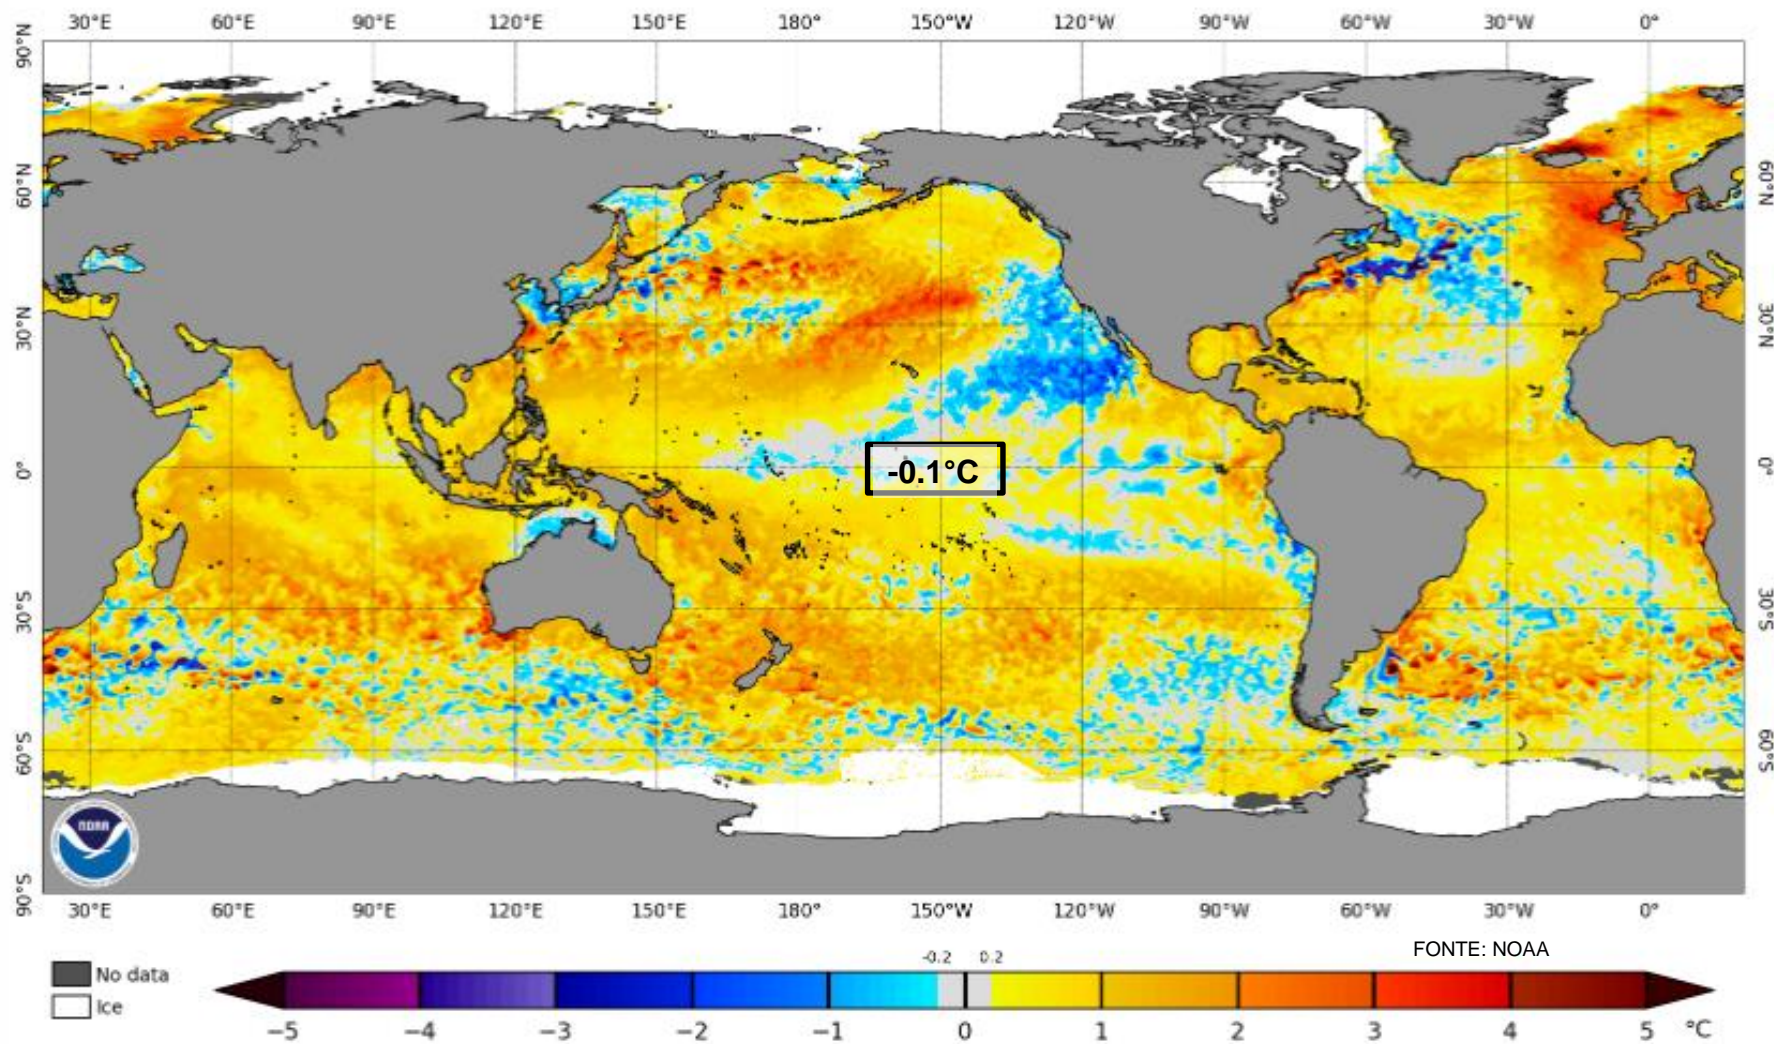 30°E 60°E 90°E 120°E 150°E 180° 150°W 120°W 90°W 60°W 30°W 0°
90°N 60°N 30°N 0° 30°S 60°S 90°S
-0.1°C
60°N 30°N 0° 30°S 60°S
NOAA
30°E 60°E 90°E 120°E 150°E 180° 150°W 120°W 90°W 60°W 30°W 0°
FONTE: NOAA
-0.2 0.2
No data
Ice
−5 −4 −3 −2 −1 0 1 2 3 4 5 °C